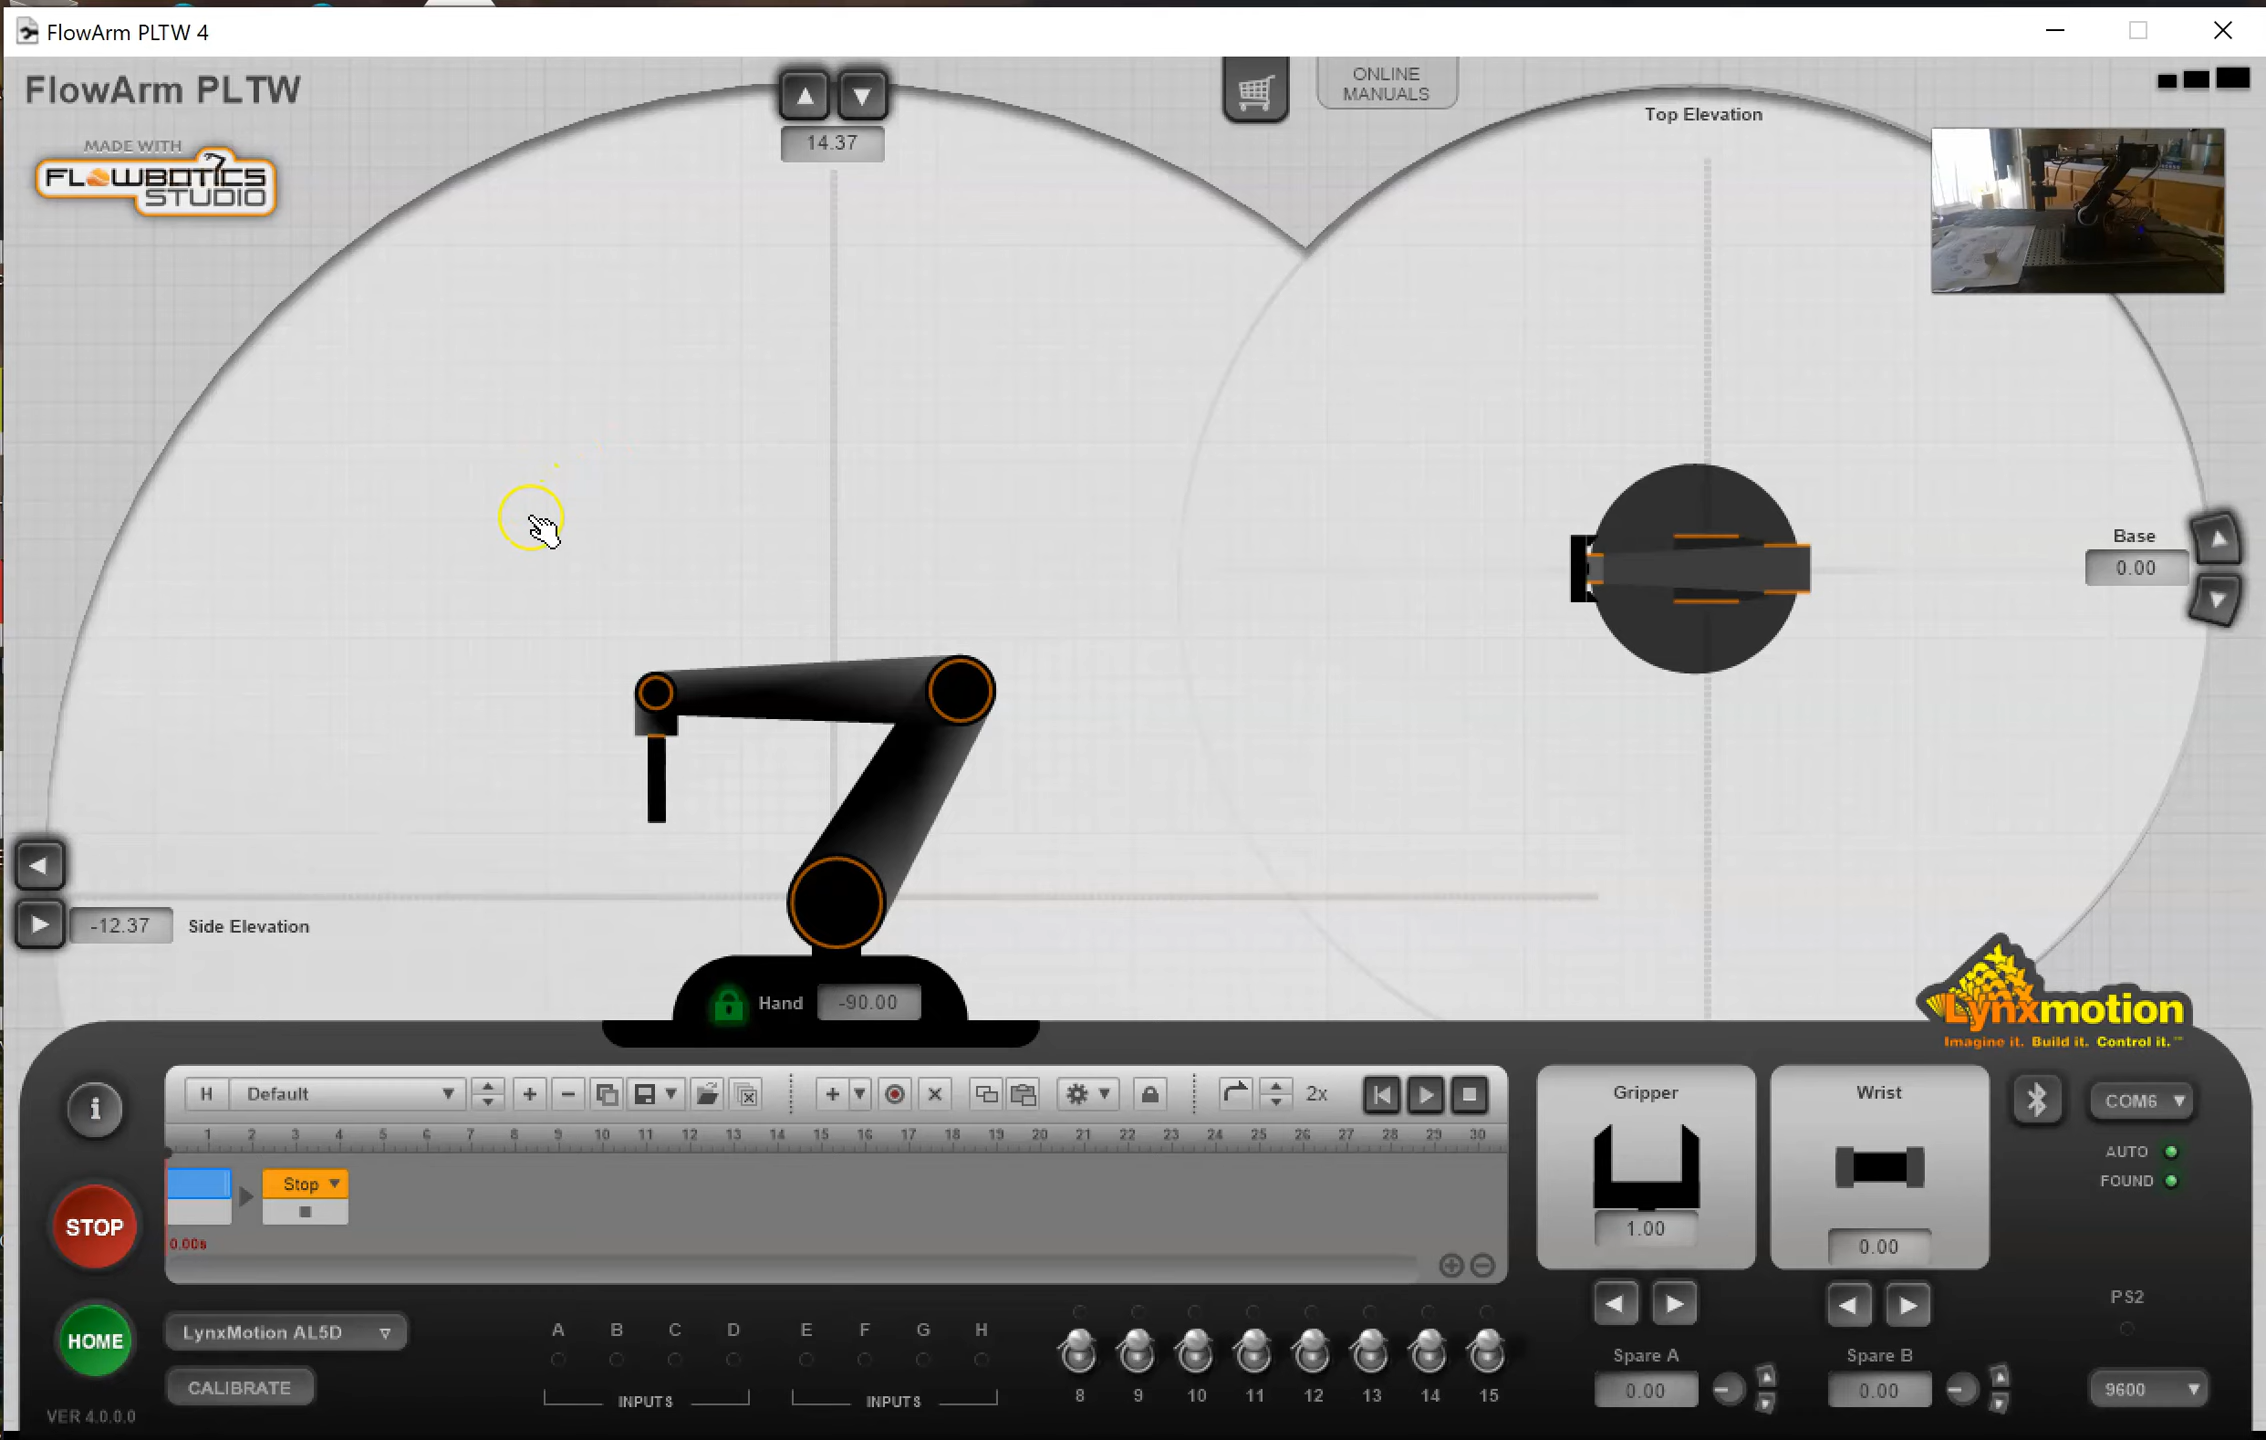 FlowArm PLTW 4
FlowArm PLTW
MADE WITH
FLOWBOTICS
STUDIO
14.37
ONLINE
MANUALS
Top Elevation
Base
0.00
-12.37
Side Elevation
Hand
-90.00
Lynxmotion
Imagine it. Build it. Control it.™
i
H
Default
2x
1 2 3 4 5 6 7 8 9 10 11 12 13 14 15 16 17 18 19 20 21 22 23 24 25 26 27 28 29 30
Stop
0.00s
STOP
HOME
LynxMotion AL5D
CALIBRATE
VER 4.0.0.0
A B C D E F G H
INPUTS
INPUTS
8 9 10 11 12 13 14 15
Gripper
1.00
Wrist
0.00
Spare A
0.00
Spare B
0.00
COM6
AUTO
FOUND
PS2
9600